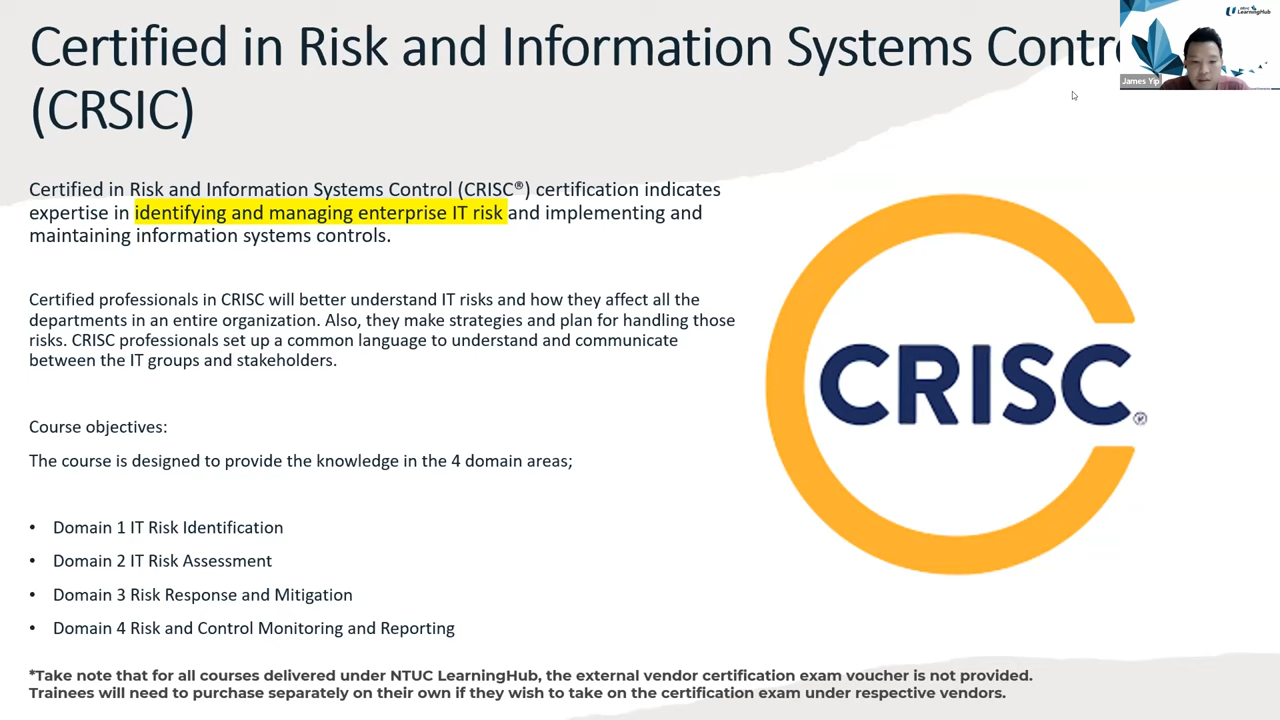 Certified in Risk and Information Systems Contro
(CRSIC)
LearningHub
James Yip
Certified in Risk and Information Systems Control (CRISC®) certification indicates
expertise in identifying and managing enterprise IT risk and implementing and
maintaining information systems controls.
Certified professionals in CRISC will better understand IT risks and how they affect all the
departments in an entire organization. Also, they make strategies and plan for handling those
risks. CRISC professionals set up a common language to understand and communicate
between the IT groups and stakeholders.
CRISC®
Course objectives:
The course is designed to provide the knowledge in the 4 domain areas;
• Domain 1 IT Risk Identification
• Domain 2 IT Risk Assessment
• Domain 3 Risk Response and Mitigation
• Domain 4 Risk and Control Monitoring and Reporting
*Take note that for all courses delivered under NTUC LearningHub, the external vendor certification exam voucher is not provided.
Trainees will need to purchase separately on their own if they wish to take on the certification exam under respective vendors.